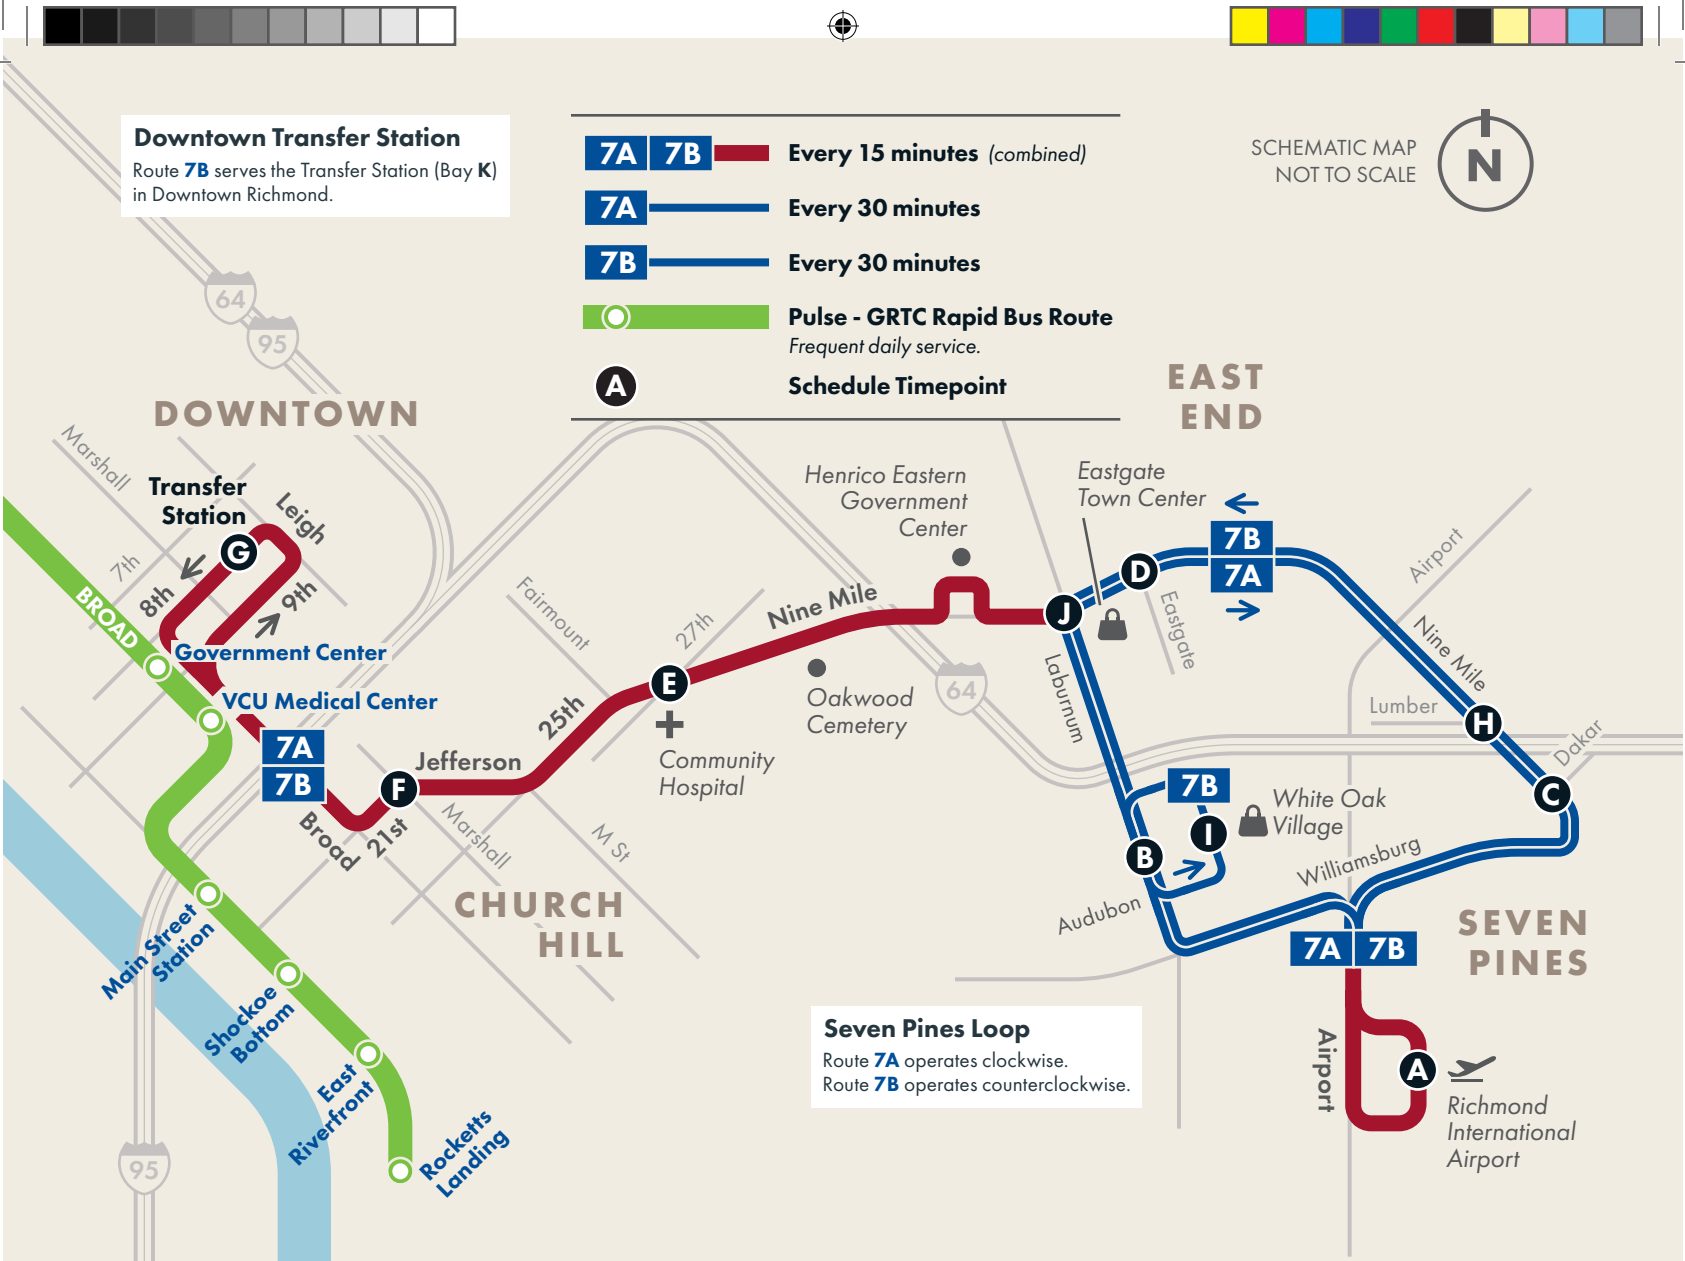 Downtown Transfer Station
Route 7B serves the Transfer Station (Bay K)
in Downtown Richmond.
7A 7B Every 15 minutes (combined)
7A Every 30 minutes
7B Every 30 minutes
Pulse - GRTC Rapid Bus Route
Frequent daily service.
A Schedule Timepoint
SCHEMATIC MAP
NOT TO SCALE
N
64
95
DOWNTOWN
EAST
END
Marshall
Transfer
Station
G
Leigh
7th
8th
9th
BROAD
Government Center
VCU Medical Center
7A
7B
Broad
21st
F
Jefferson
25th
Marshall
M St
Fairmount
27th
E
Community
Hospital
Nine Mile
Oakwood
Cemetery
Henrico Eastern
Government
Center
64
Eastgate
Town Center
J
D
Eastgate
7B
7A
Airport
Nine Mile
Lumber
H
Dakar
C
Laburnum
7B
I
White Oak
Village
B
Audubon
Williamsburg
CHURCH
HILL
SEVEN
PINES
7A 7B
Airport
A
Richmond
International
Airport
Seven Pines Loop
Route 7A operates clockwise.
Route 7B operates counterclockwise.
Main Street
Station
Shockoe
Bottom
East
Riverfront
Rocketts
Landing
95